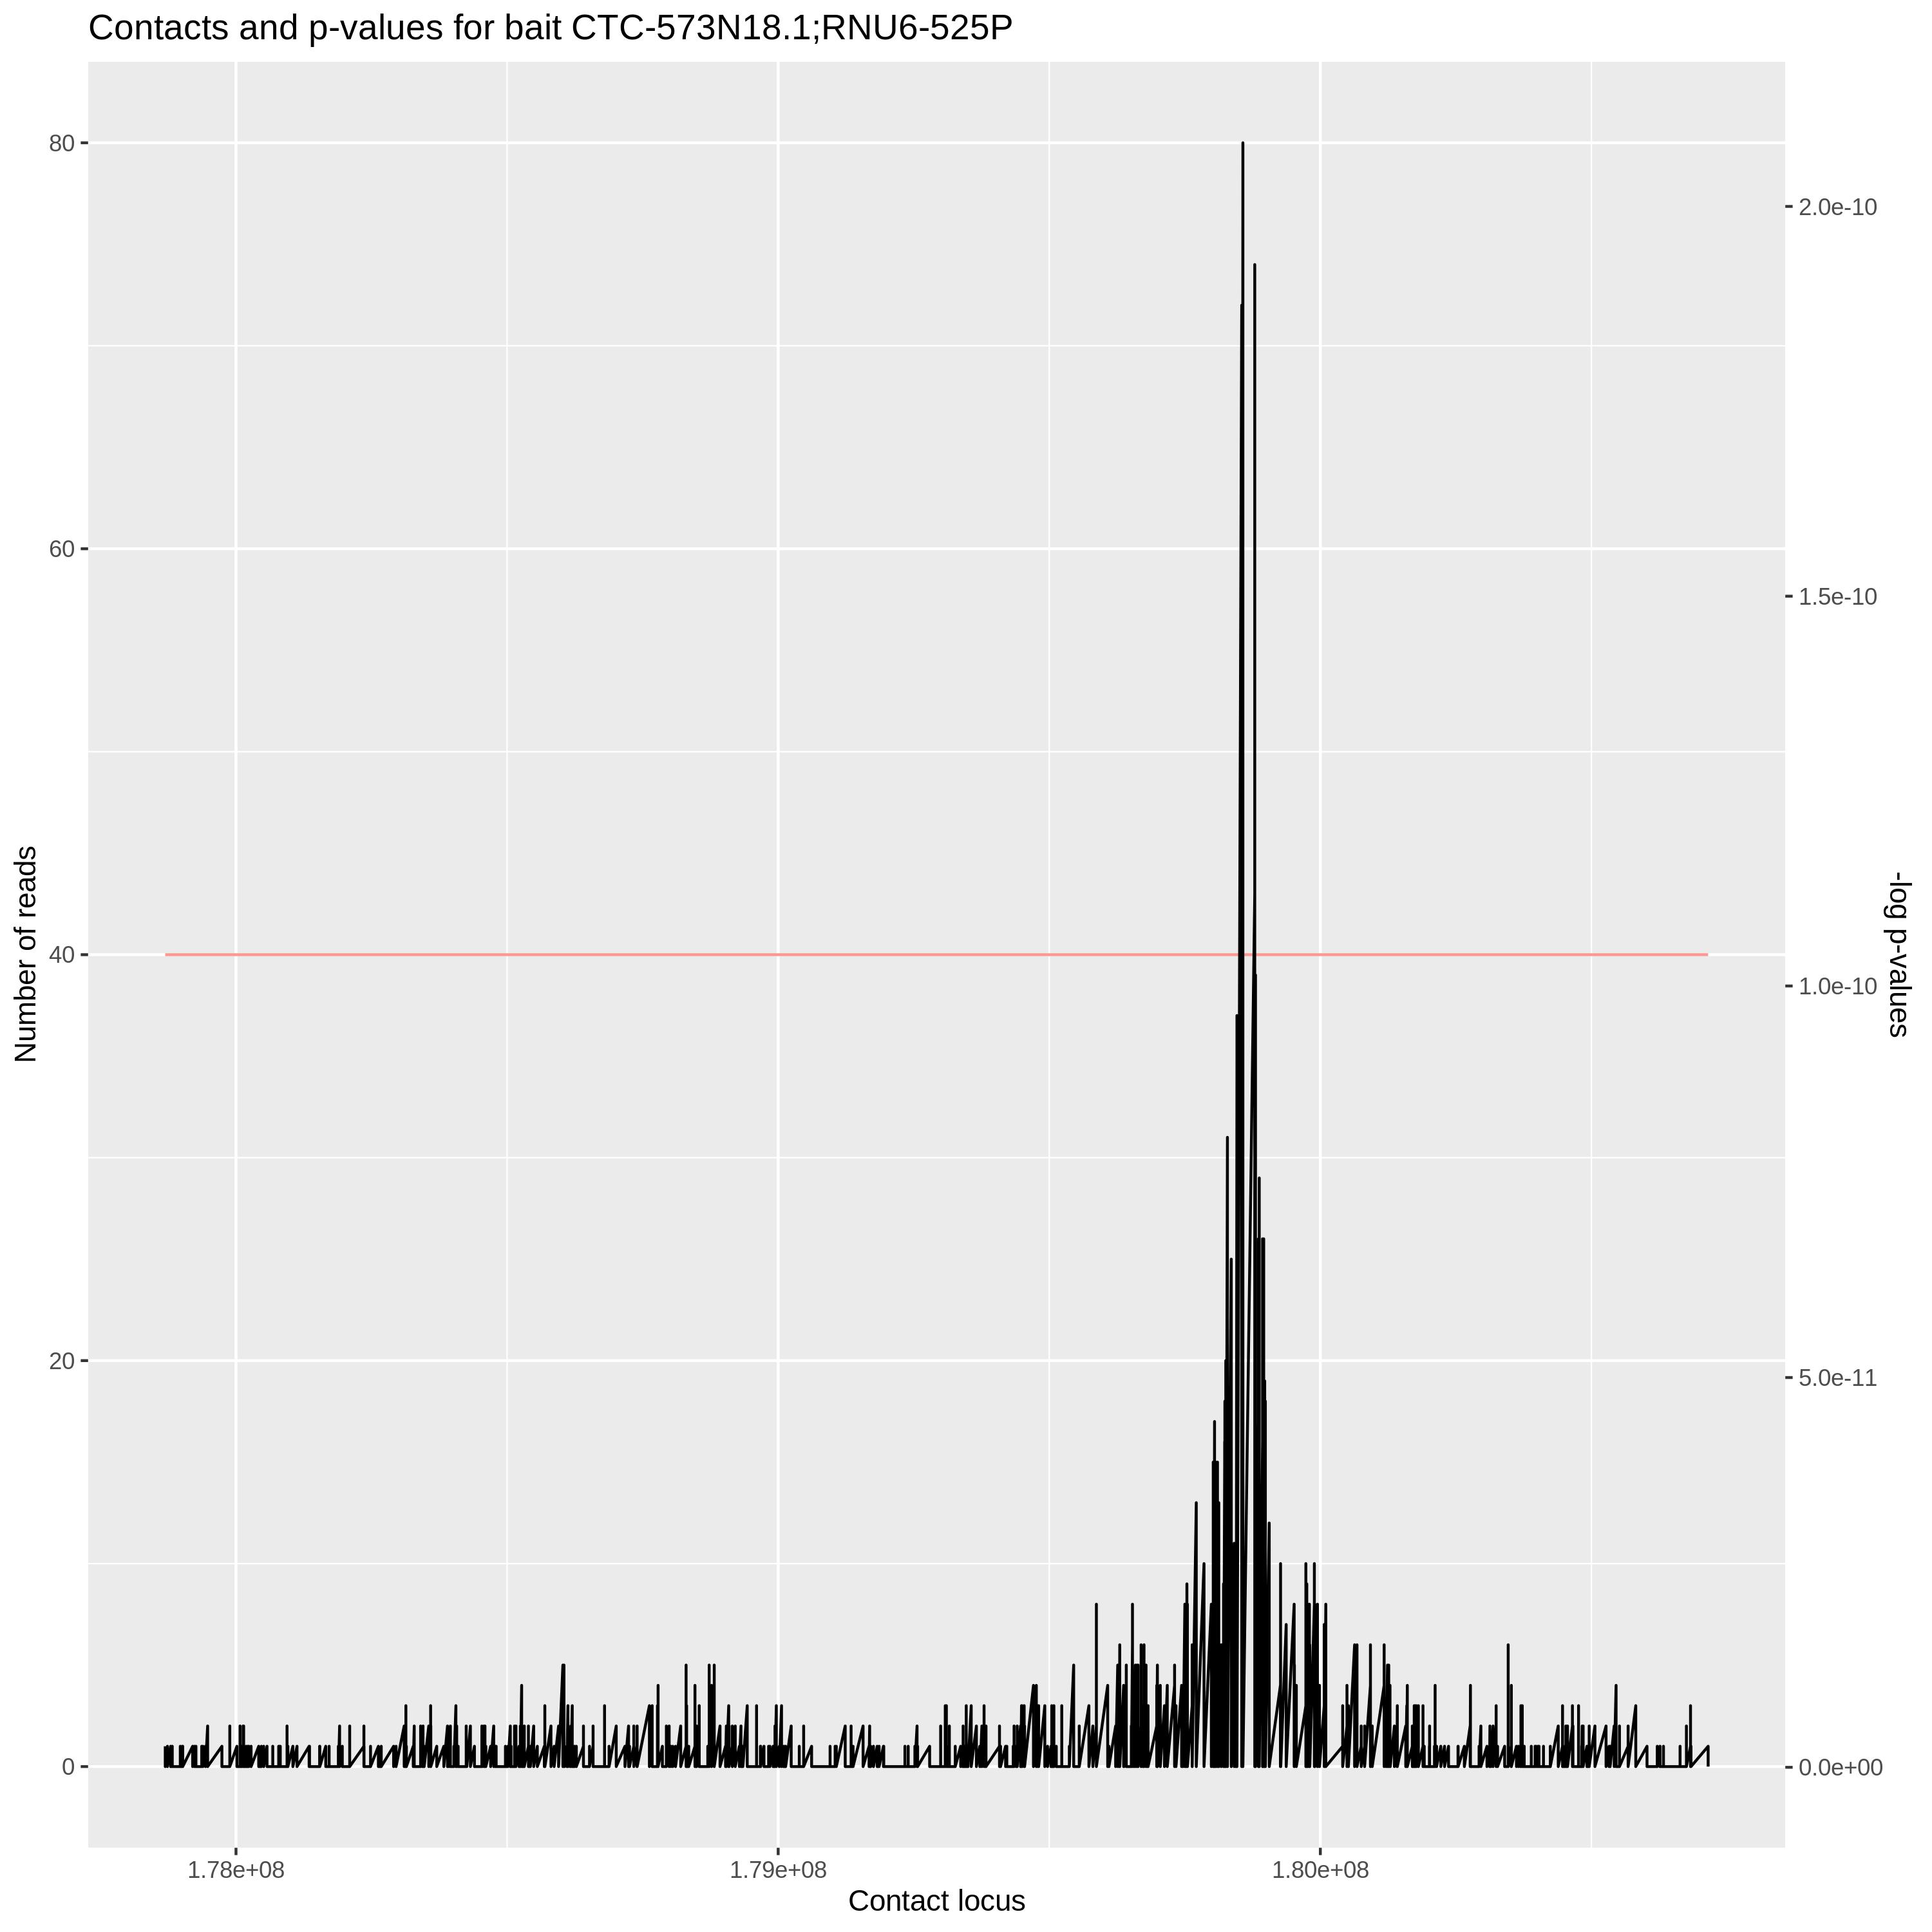 Contacts and p-values for bait CTC-573N18.1;RNU6-525P
80
60
40
20
0
Number of reads
2.0e-10
1.5e-10
1.0e-10
5.0e-11
0.0e+00
-log p-values
1.78e+08
1.79e+08
1.80e+08
Contact locus